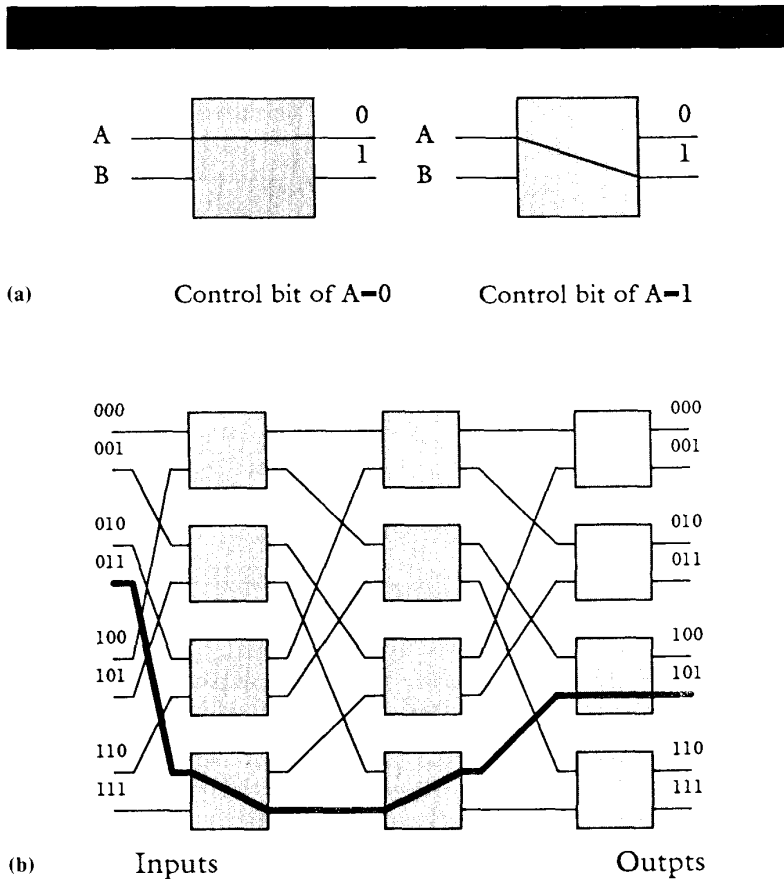 A 0
B 1
A 0
B 1
(a) Control bit of A=0 Control bit of A=1
000 000
001 001
010 010
011 011
100 100
101 101
110 110
111 111
(b) Inputs Outpts